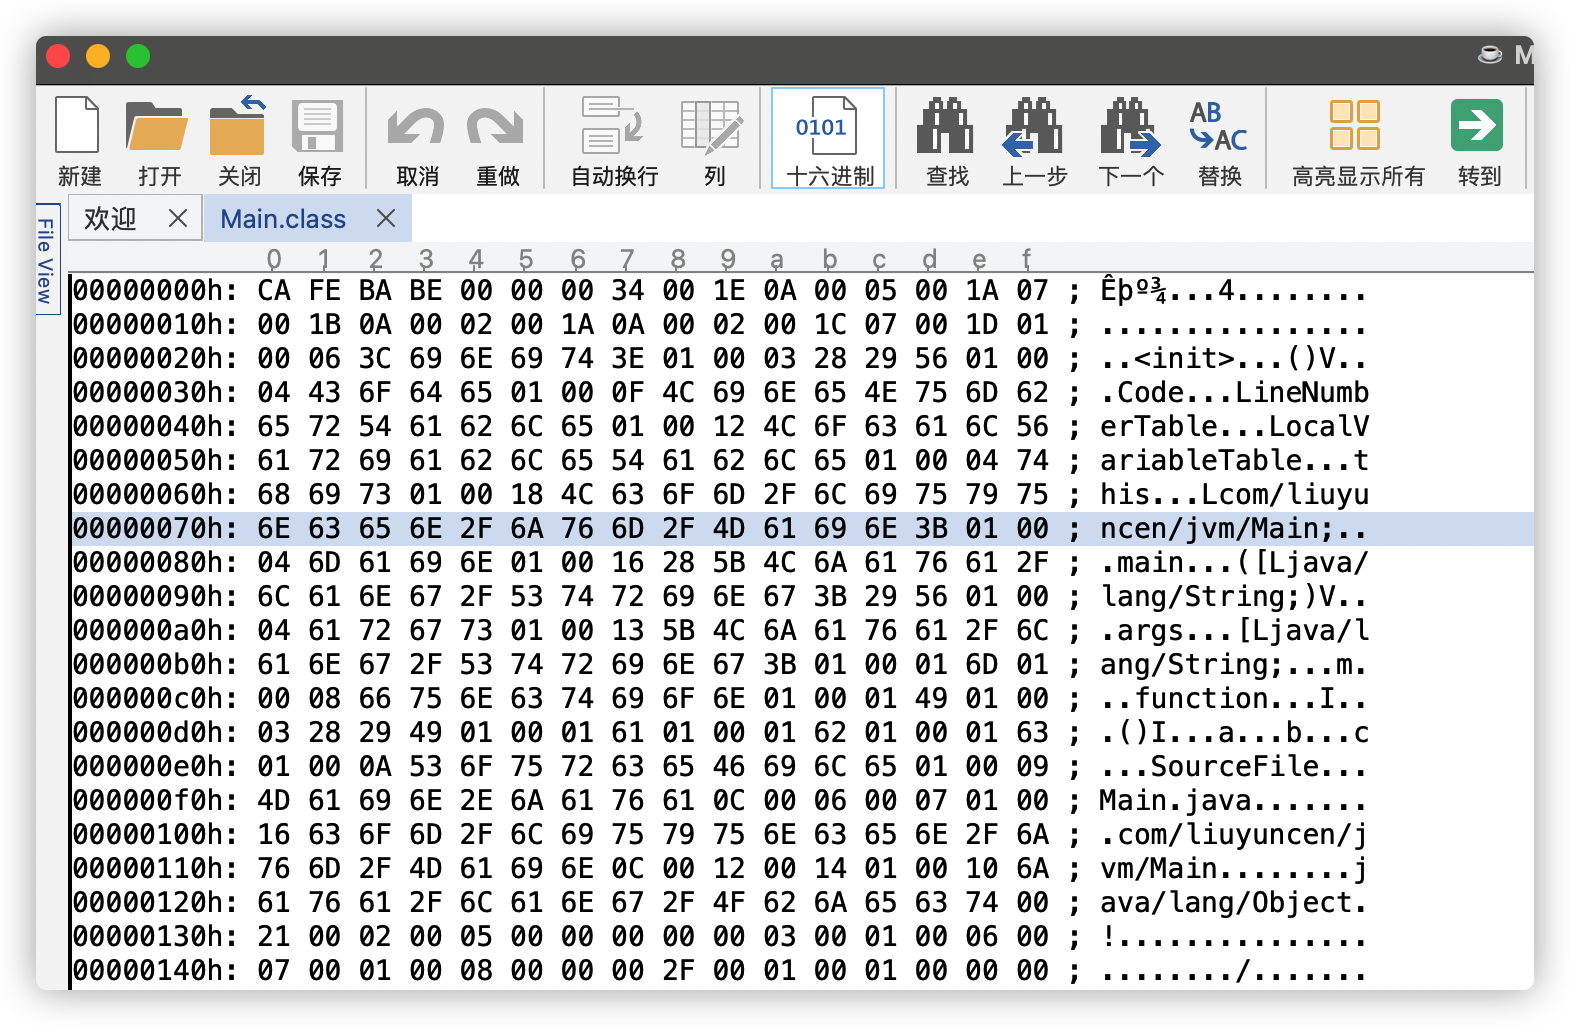 M
新建 打开 关闭 保存 取消 重做 自动换行 列 0101 十六进制 查找 上一步 下一个 AB AC 替换 高亮显示所有 转到
File View
欢迎 Main.class
0 1 2 3 4 5 6 7 8 9 a b c d e f
00000000h: CA FE BA BE 00 00 00 34 00 1E 0A 00 05 00 1A 07 ; Êþº¾...4........
00000010h: 00 1B 0A 00 02 00 1A 0A 00 02 00 1C 07 00 1D 01 ; ................
00000020h: 00 06 3C 69 6E 69 74 3E 01 00 03 28 29 56 01 00 ; ..<init>...()V..
00000030h: 04 43 6F 64 65 01 00 0F 4C 69 6E 65 4E 75 6D 62 ; .Code...LineNumb
00000040h: 65 72 54 61 62 6C 65 01 00 12 4C 6F 63 61 6C 56 ; erTable...LocalV
00000050h: 61 72 69 61 62 6C 65 54 61 62 6C 65 01 00 04 74 ; ariableTable...t
00000060h: 68 69 73 01 00 18 4C 63 6F 6D 2F 6C 69 75 79 75 ; his...Lcom/liuyu
00000070h: 6E 63 65 6E 2F 6A 76 6D 2F 4D 61 69 6E 3B 01 00 ; ncen/jvm/Main;..
00000080h: 04 6D 61 69 6E 01 00 16 28 5B 4C 6A 61 76 61 2F ; .main...([Ljava/
00000090h: 6C 61 6E 67 2F 53 74 72 69 6E 67 3B 29 56 01 00 ; lang/String;)V..
000000a0h: 04 61 72 67 73 01 00 13 5B 4C 6A 61 76 61 2F 6C ; .args...[Ljava/l
000000b0h: 61 6E 67 2F 53 74 72 69 6E 67 3B 01 00 01 6D 01 ; ang/String;...m.
000000c0h: 00 08 66 75 6E 63 74 69 6F 6E 01 00 01 49 01 00 ; ..function...I..
000000d0h: 03 28 29 49 01 00 01 61 01 00 01 62 01 00 01 63 ; .()I...a...b...c
000000e0h: 01 00 0A 53 6F 75 72 63 65 46 69 6C 65 01 00 09 ; ...SourceFile...
000000f0h: 4D 61 69 6E 2E 6A 61 76 61 0C 00 06 00 07 01 00 ; Main.java.......
00000100h: 16 63 6F 6D 2F 6C 69 75 79 75 6E 63 65 6E 2F 6A ; .com/liuyuncen/j
00000110h: 76 6D 2F 4D 61 69 6E 0C 00 12 00 14 01 00 10 6A ; vm/Main........j
00000120h: 61 76 61 2F 6C 61 6E 67 2F 4F 62 6A 65 63 74 00 ; ava/lang/Object.
00000130h: 21 00 02 00 05 00 00 00 00 00 03 00 01 00 06 00 ; !...............
00000140h: 07 00 01 00 08 00 00 00 2F 00 01 00 01 00 00 00 ; ......../.......